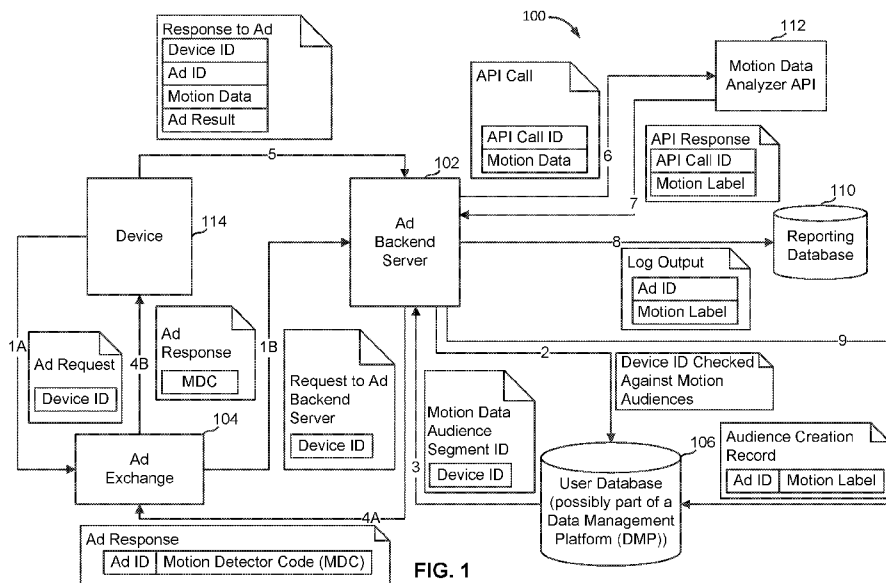 100
Response to Ad
Device ID
Ad ID
Motion Data
Ad Result
API Call
API Call ID
Motion Data
112
Motion Data
Analyzer API
API Response
API Call ID
Motion Label
5
6
7
102
Ad
Backend
Server
114
Device
110
Reporting
Database
8
Log Output
Ad ID
Motion Label
1A
4B
1B
Ad Request
Device ID
Ad
Response
MDC
Request to Ad
Backend
Server
Device ID
2
9
Device ID Checked
Against Motion
Audiences
3
Motion Data
Audience
Segment ID
Device ID
104
Ad
Exchange
106
User Database
(possibly part of a
Data Management
Platform (DMP))
Audience Creation
Record
Ad ID Motion Label
4A
Ad Response
Ad ID Motion Detector Code (MDC)
FIG. 1